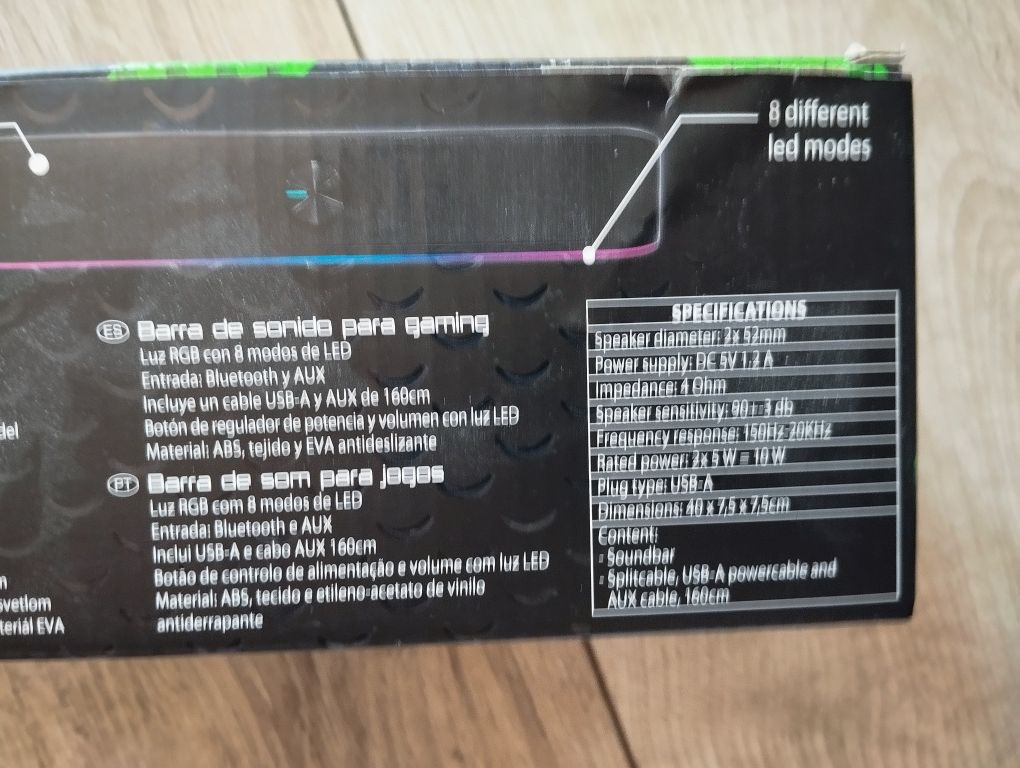 8 different
led modes
ES Barra de sonido para gaming
Luz RGB con 8 modos de LED
Entrada: Bluetooth y AUX
Incluye un cable USB-A y AUX de 160cm
Botón de regulador de potencia y volumen con luz LED
Material: ABS, tejido y EVA antideslizante
PT Barra de som para jogos
Luz RGB com 8 modos de LED
Entrada: Bluetooth e AUX
Inclui USB-A e cabo AUX 160cm
Botão de controlo de alimentação e volume com luz LED
Material: ABS, tecido e etileno-acetato de vinilo
antiderrapante
del
m
svetlom
teriál EVA
SPECIFICATIONS
Speaker diameter: 2x 52mm
Power supply: DC 5V 1.2 A
Impedance: 4 Ohm
Speaker sensitivity: 3 db
Frequency response: 150Hz-20KHz
Rated power: 2x 5 W = 10 W
Plug type: USB-A
Dimensions: 40 x 7,5 x 7,5cm
Content:
- Soundbar
- Splitcable, USB-A powercable and
AUX cable, 160cm